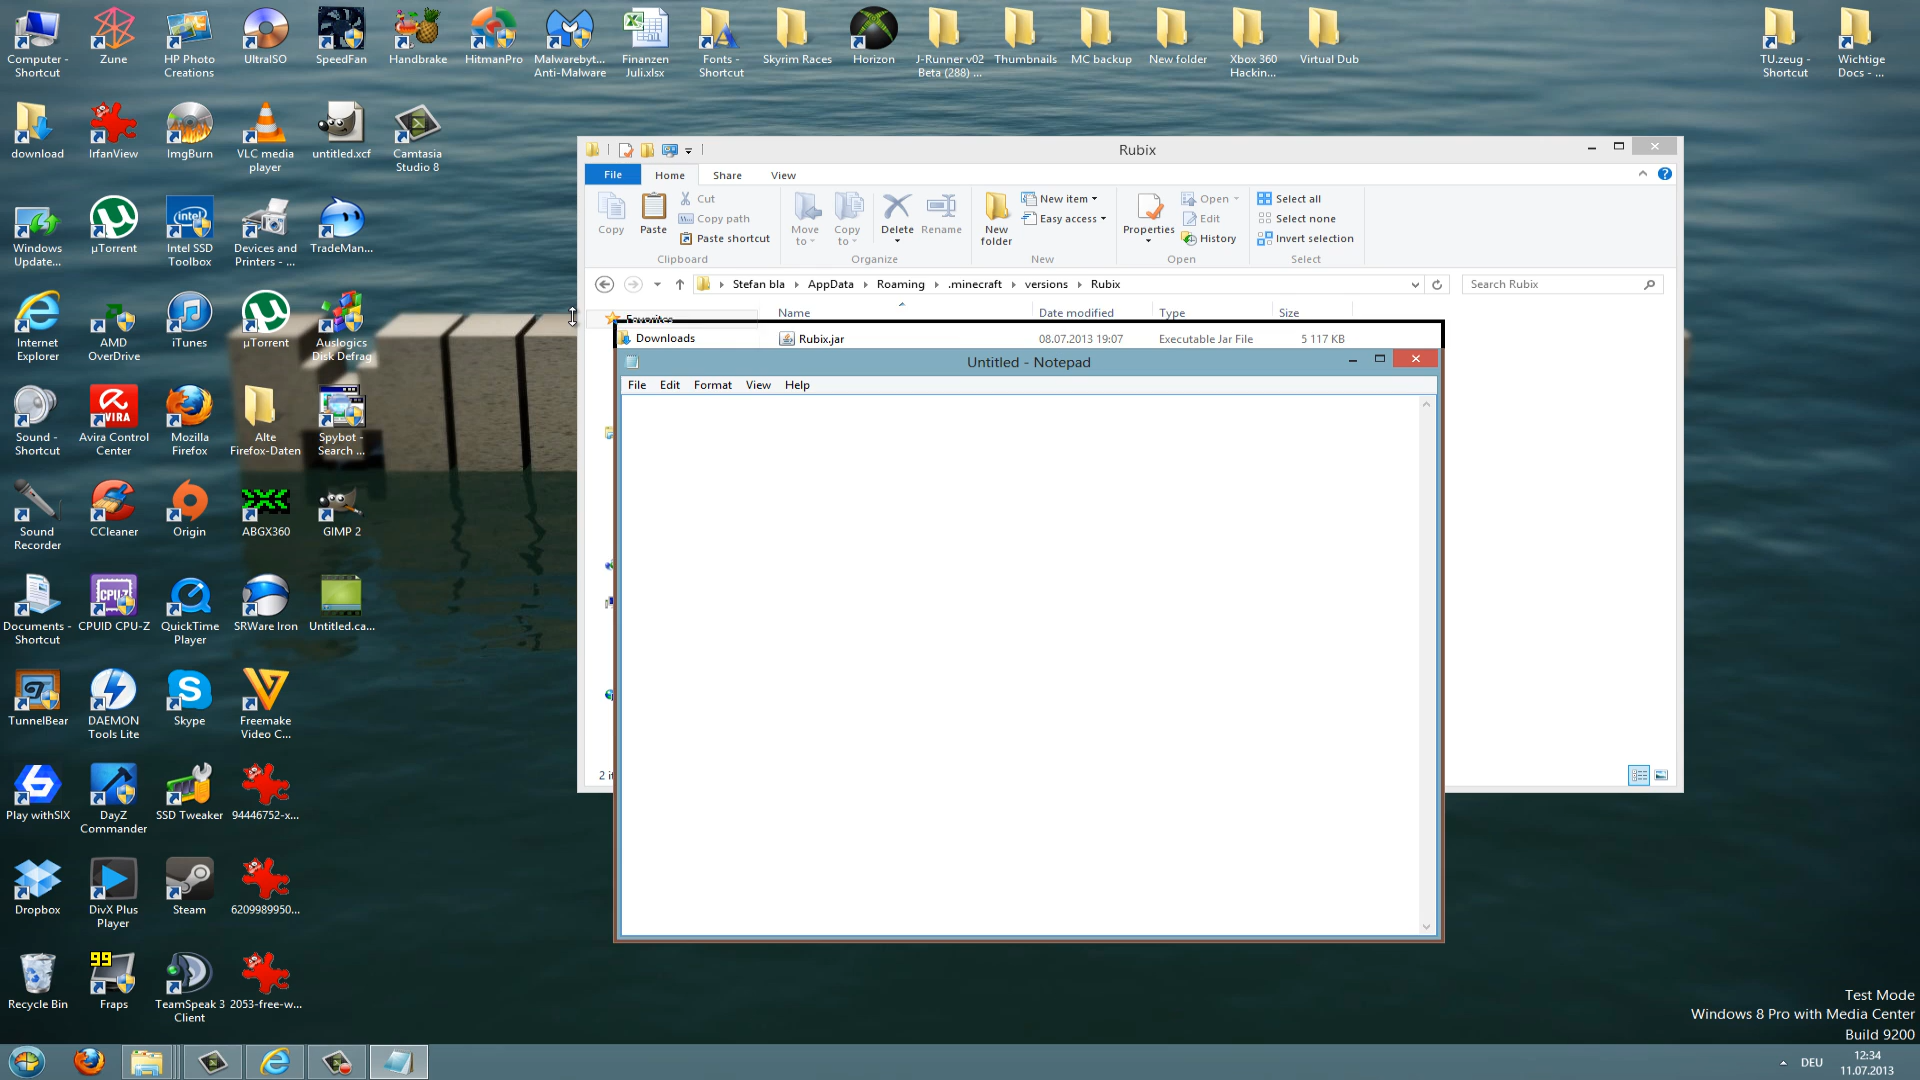 Computer - Shortcut
Zune
HP Photo Creations
UltraISO
SpeedFan
Handbrake
HitmanPro
Malwarebyt... Anti-Malware
Finanzen Juli.xlsx
Fonts - Shortcut
Skyrim Races
Horizon
J-Runner v02 Beta (288) ...
Thumbnails
MC backup
New folder
Xbox 360 Hackin...
Virtual Dub
TU.zeug - Shortcut
Wichtige Docs - ...
download
IrfanView
ImgBurn
VLC media player
untitled.xcf
Camtasia Studio 8
Windows Update...
µTorrent
Intel SSD Toolbox
Devices and Printers - ...
TradeMan...
Internet Explorer
AMD OverDrive
iTunes
µTorrent
Auslogics Disk Defrag
Sound - Shortcut
Avira Control Center
Mozilla Firefox
Alte Firefox-Daten
Spybot - Search ...
Sound Recorder
CCleaner
Origin
ABGX360
GIMP 2
Documents - Shortcut
CPUID CPU-Z
QuickTime Player
SRWare Iron
Untitled.ca...
TunnelBear
DAEMON Tools Lite
Skype
Freemake Video C...
Play withSIX
DayZ Commander
SSD Tweaker
94446752-x...
Dropbox
DivX Plus Player
Steam
6209989950...
Recycle Bin
99
Fraps
TeamSpeak 3 Client
2053-free-w...
Rubix
File Home Share View
Copy
Paste
Cut
Copy path
Paste shortcut
Clipboard
Move to
Copy to
Delete
Rename
Organize
New folder
New item
Easy access
New
Properties
Open
Edit
History
Open
Select all
Select none
Invert selection
Select
Stefan bla AppData Roaming .minecraft versions Rubix
Search Rubix
Name Date modified Type Size
Favorites
Downloads
Rubix.jar 08.07.2013 19:07 Executable Jar File 5 117 KB
Untitled - Notepad
File Edit Format View Help
2 it
Test Mode
Windows 8 Pro with Media Center
Build 9200
DEU
12:34
11.07.2013